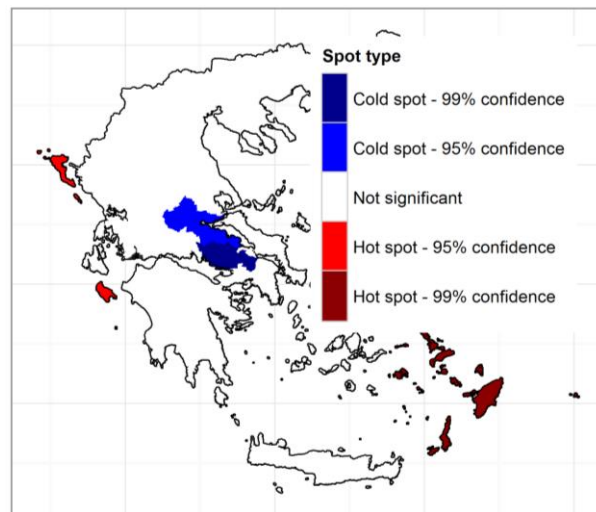 Spot type
Cold spot - 99% confidence
Cold spot - 95% confidence
Not significant
Hot spot - 95% confidence
Hot spot - 99% confidence